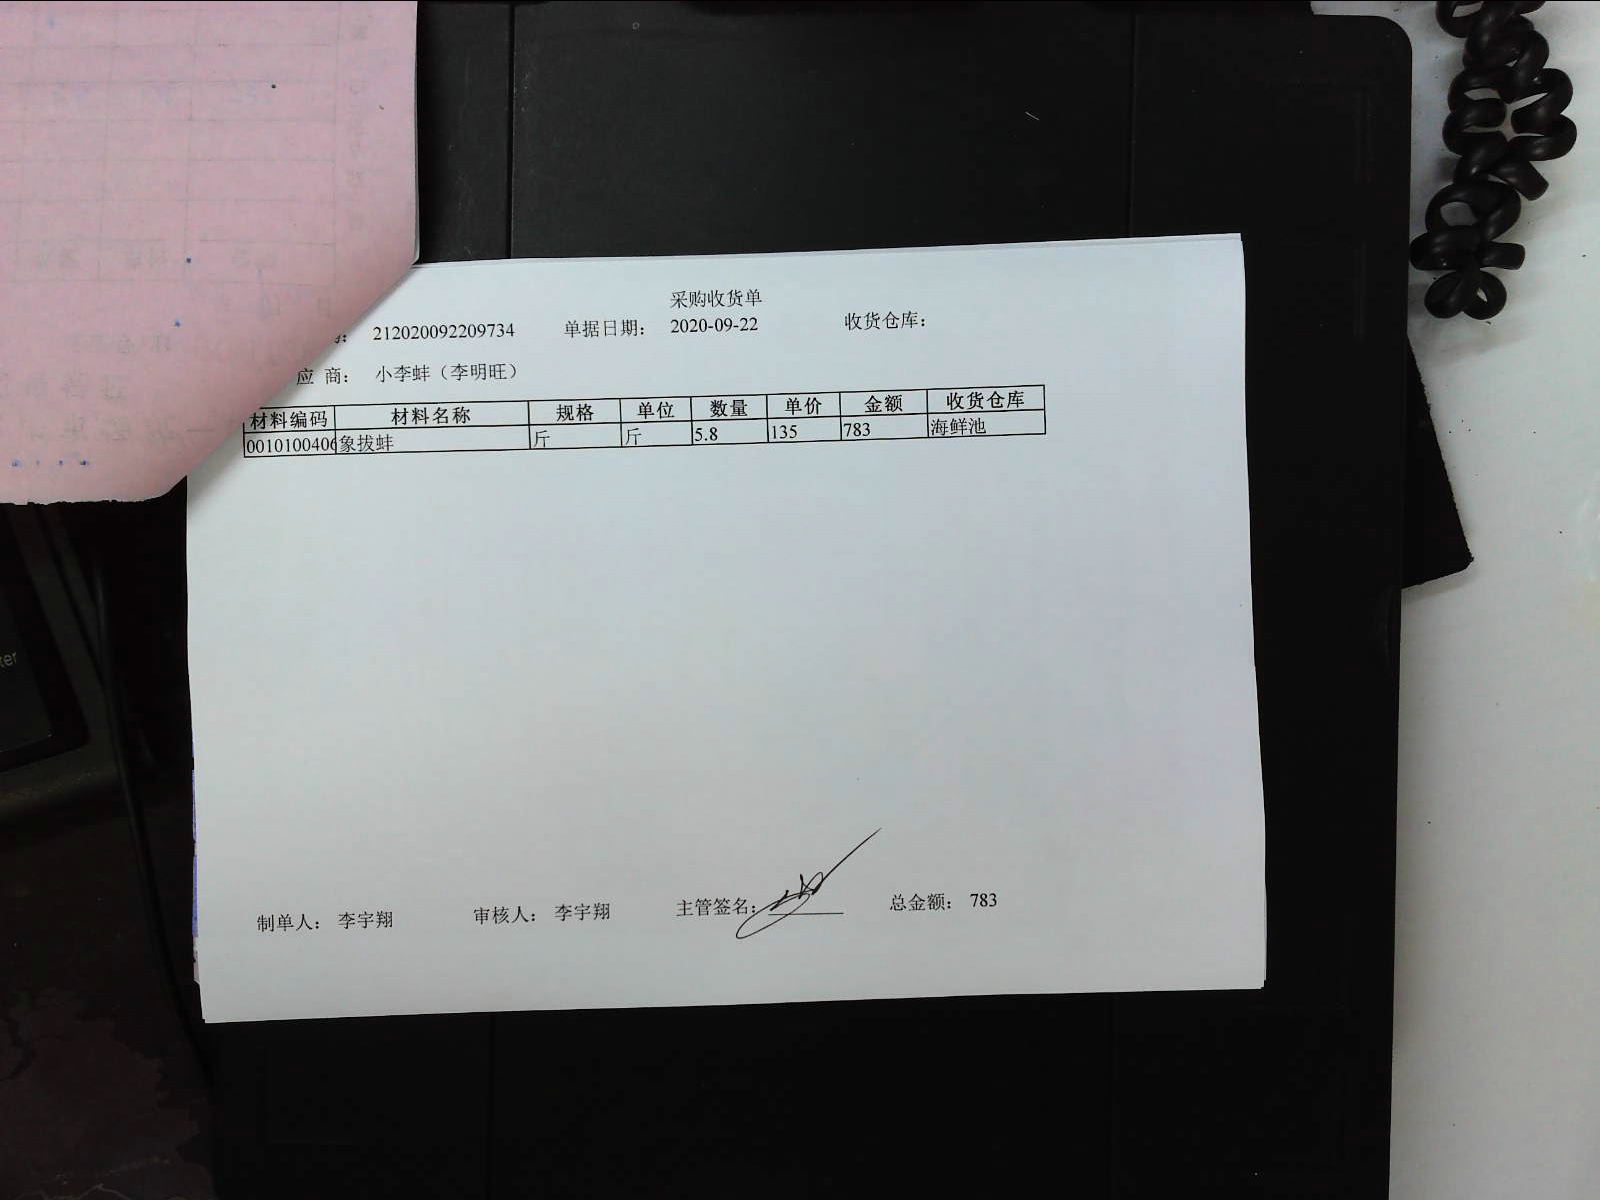 采购收货单
212020092209734 单据日期： 2020-09-22 收货仓库：
应 商： 小李蚌（李明旺）
材料编码 材料名称 规格 单位 数量 单价 金额 收货仓库
0010100406 象拔蚌 斤 斤 5.8 135 783 海鲜池
制单人： 李宇翔 审核人： 李宇翔 主管签名： 总金额： 783